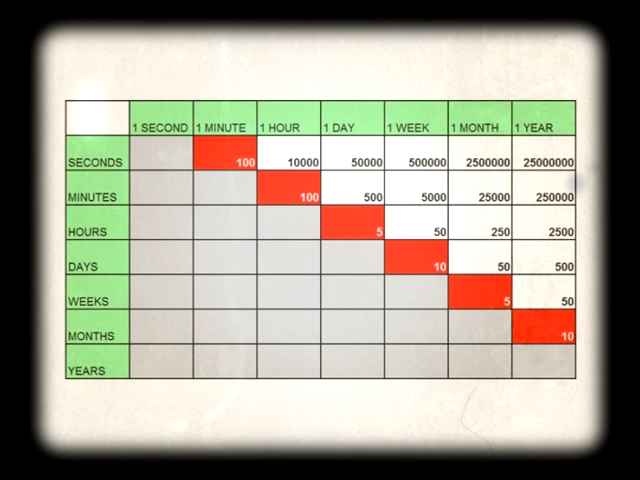 1 SECOND 1 MINUTE 1 HOUR 1 DAY 1 WEEK 1 MONTH 1 YEAR
SECONDS 100 10000 50000 500000 2500000 25000000
MINUTES 100 500 5000 25000 250000
HOURS 5 50 250 2500
DAYS 10 50 500
WEEKS 5 50
MONTHS 10
YEARS